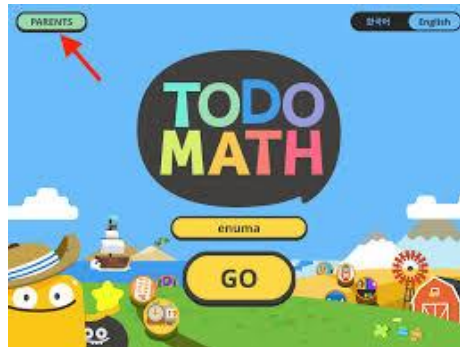 PARENTS
한국어 English
TODO
MATH
enuma
GO